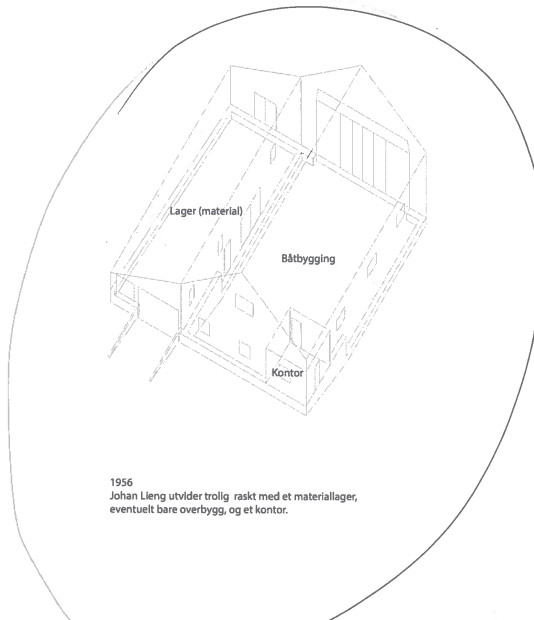 Lager (material)
Båtbygging
Kontor
1956
Johan Lieng utvider trolig raskt med et materiallager,
eventuelt bare overbygg, og et kontor.